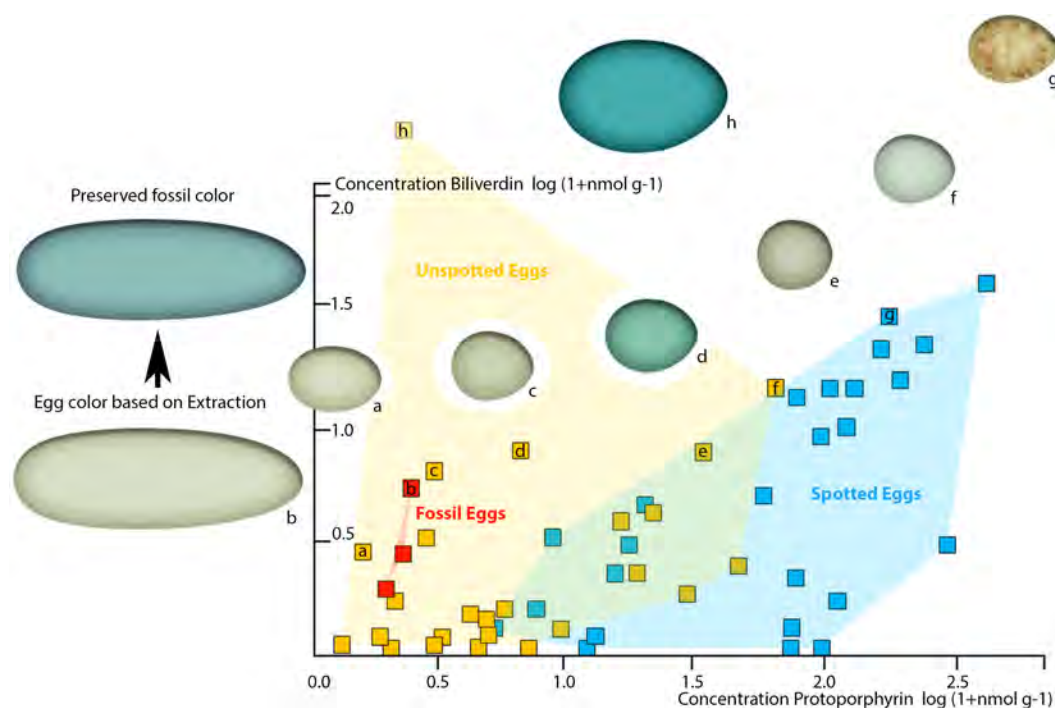 g
h
h
Concentration Biliverdin log (1+nmol g-1)
f
Preserved fossil color
2.0
Unspotted Eggs
e
1.5
g
d
Egg color based on Extraction
a
c
f
1.0
d
e
c
b
Spotted Eggs
b
Fossil Eggs
0.5
a
0.0 0.5 1.0 1.5 2.0 2.5
Concentration Protoporphyrin log (1+nmol g-1)